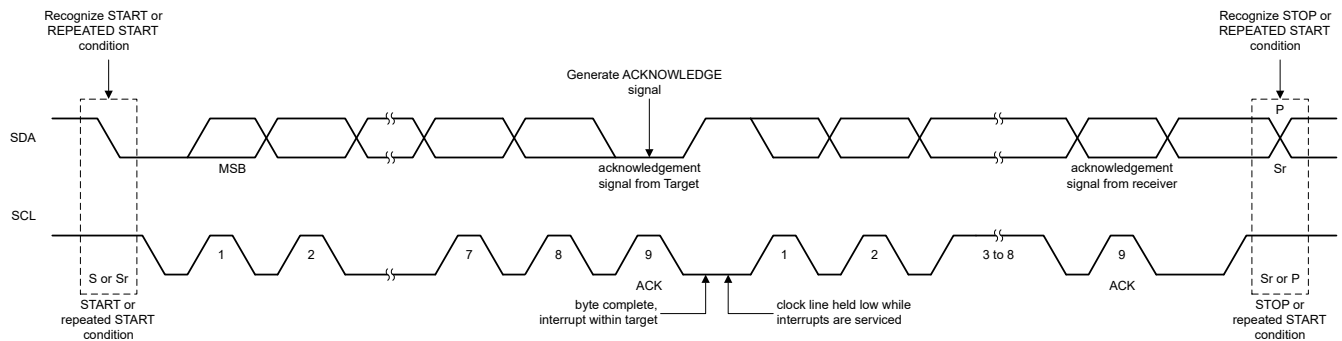 Recognize START or
REPEATED START
condition
Recognize STOP or
REPEATED START
condition
Generate ACKNOWLEDGE
signal
P
SDA
MSB
acknowledgement
signal from Target
acknowledgement
signal from receiver
Sr
SCL
1
2
7
8
9
1
2
3 to 8
9
S or Sr
ACK
ACK
Sr or P
START or
repeated START
condition
byte complete,
interrupt within target
clock line held low while
interrupts are serviced
STOP or
repeated START
condition